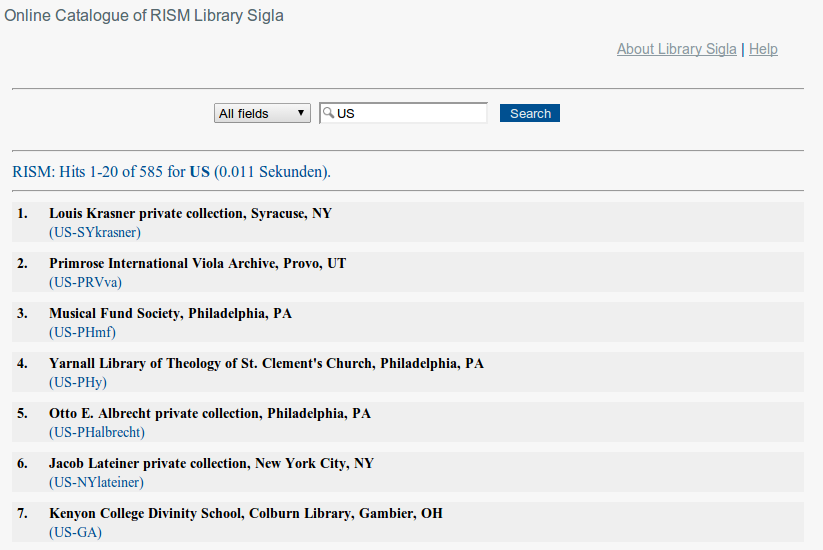 Online Catalogue of RISM Library Sigla
About Library Sigla | Help
All fields ▼ US Search
RISM: Hits 1-20 of 585 for US (0.011 Sekunden).
1. Louis Krasner private collection, Syracuse, NY
(US-SYkrasner)
2. Primrose International Viola Archive, Provo, UT
(US-PRVva)
3. Musical Fund Society, Philadelphia, PA
(US-PHmf)
4. Yarnall Library of Theology of St. Clement's Church, Philadelphia, PA
(US-PHy)
5. Otto E. Albrecht private collection, Philadelphia, PA
(US-PHalbrecht)
6. Jacob Lateiner private collection, New York City, NY
(US-NYlateiner)
7. Kenyon College Divinity School, Colburn Library, Gambier, OH
(US-GA)